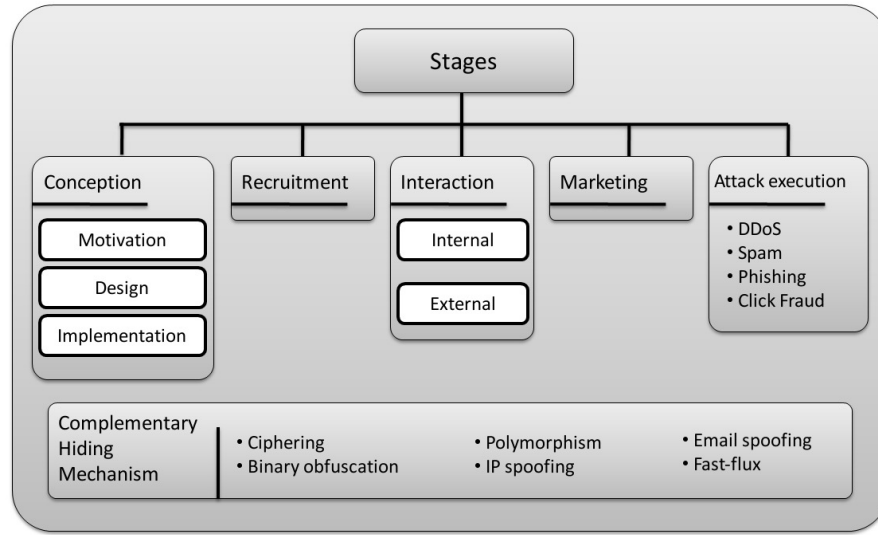 Stages
Conception
Motivation
Design
Implementation
Recruitment
Interaction
Internal
External
Marketing
Attack execution
• DDoS
• Spam
• Phishing
• Click Fraud
Complementary
Hiding
Mechanism
• Ciphering
• Binary obfuscation
• Polymorphism
• IP spoofing
• Email spoofing
• Fast-flux